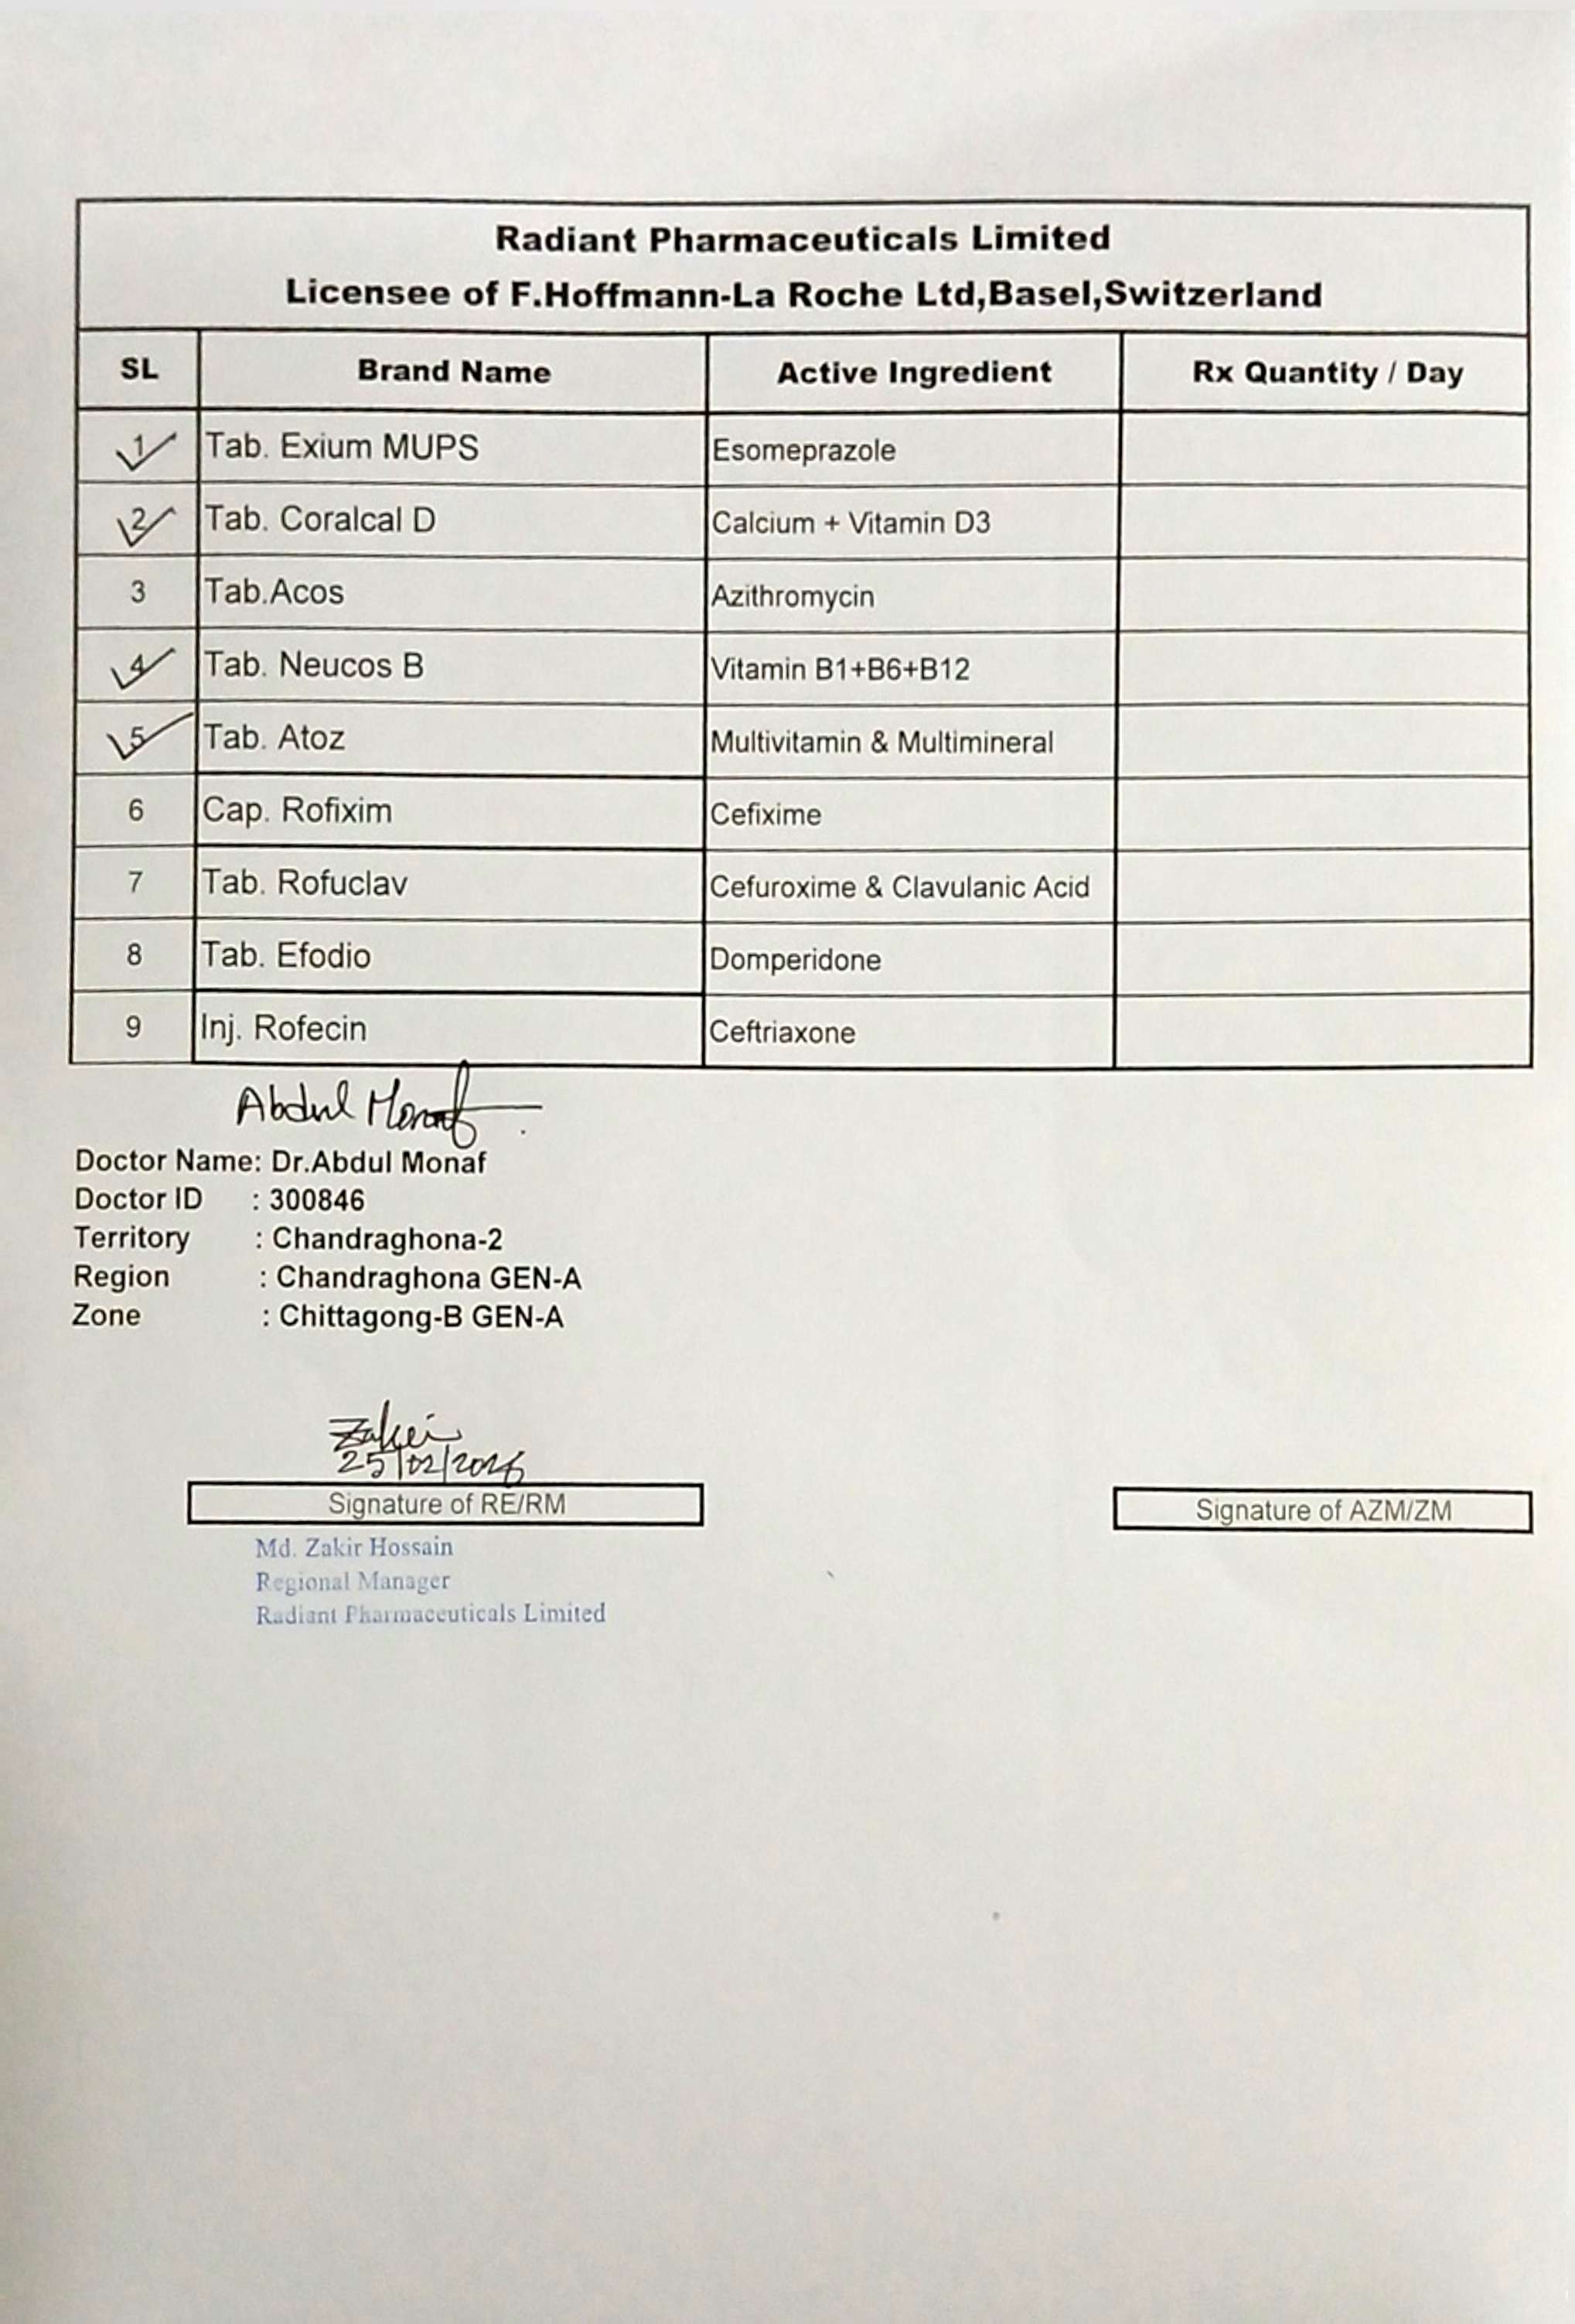 Radiant Pharmaceuticals Limited
Licensee of F.Hoffmann-La Roche Ltd,Basel,Switzerland
SL Brand Name Active Ingredient Rx Quantity / Day
1 Tab. Exium MUPS Esomeprazole
2 Tab. Coralcal D Calcium + Vitamin D3
3 Tab.Acos Azithromycin
4 Tab. Neucos B Vitamin B1+B6+B12
5 Tab. Atoz Multivitamin & Multimineral
6 Cap. Rofixim Cefixime
7 Tab. Rofuclav Cefuroxime & Clavulanic Acid
8 Tab. Efodio Domperidone
9 Inj. Rofecin Ceftriaxone
Abdul Monaf
Doctor Name: Dr.Abdul Monaf
Doctor ID : 300846
Territory : Chandraghona-2
Region : Chandraghona GEN-A
Zone : Chittagong-B GEN-A
Zakir
25/02/2026
Signature of RE/RM Signature of AZM/ZM
Md. Zakir Hossain
Regional Manager
Radiant Pharmaceuticals Limited